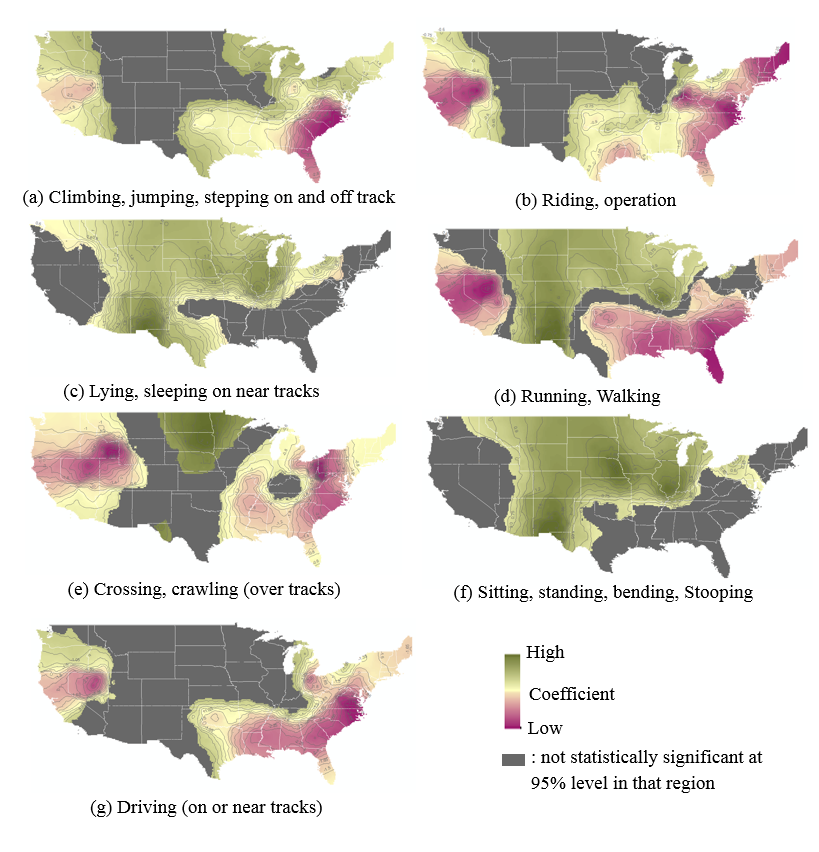 (a) Climbing, jumping, stepping on and off track
(b) Riding, operation
(c) Lying, sleeping on near tracks
(d) Running, Walking
(e) Crossing, crawling (over tracks)
(f) Sitting, standing, bending, Stooping
(g) Driving (on or near tracks)
High
Coefficient
Low
: not statistically significant at
95% level in that region